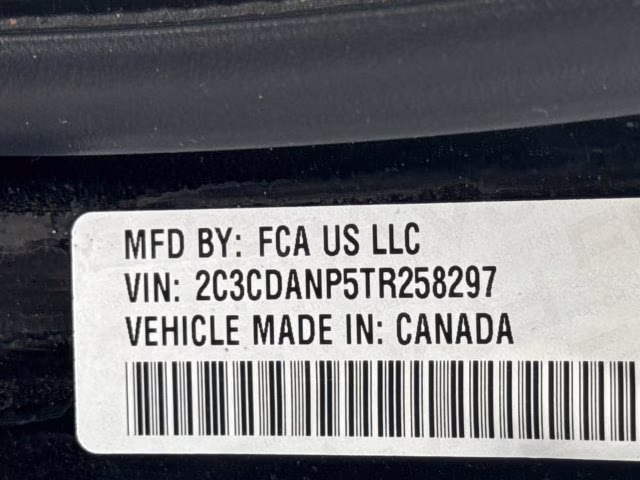 MFD BY: FCA US LLC
VIN: 2C3CDANP5TR258297
VEHICLE MADE IN: CANADA